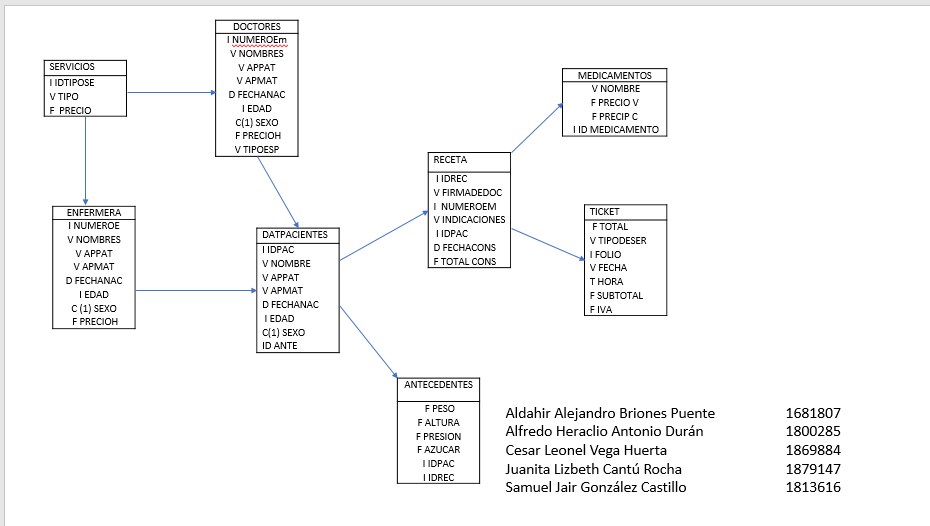 DOCTORES
I NUMEROEm
V NOMBRES
V APPAT
V APMAT
D FECHANAC
I EDAD
C(1) SEXO
F PRECIOH
V TIPOESP
SERVICIOS
I IDTIPOSE
V TIPO
F PRECIO
ENFERMERA
I NUMEROE
V NOMBRES
V APPAT
V APMAT
D FECHANAC
I EDAD
C (1) SEXO
F PRECIOH
DATPACIENTES
I IDPAC
V NOMBRE
V APPAT
V APMAT
D FECHANAC
I EDAD
C(1) SEXO
ID ANTE
RECETA
I IDREC
V FIRMADEDOC
I NUMEROEM
V INDICACIONES
I IDPAC
D FECHACONS
F TOTAL CONS
MEDICAMENTOS
V NOMBRE
F PRECIO V
F PRECIP C
I ID MEDICAMENTO
TICKET
F TOTAL
V TIPODESER
I FOLIO
V FECHA
T HORA
F SUBTOTAL
F IVA
ANTECEDENTES
F PESO
F ALTURA
F PRESION
F AZUCAR
I IDPAC
I IDREC
Aldahir Alejandro Briones Puente 1681807
Alfredo Heraclio Antonio Durán 1800285
Cesar Leonel Vega Huerta 1869884
Juanita Lizbeth Cantú Rocha 1879147
Samuel Jair González Castillo 1813616